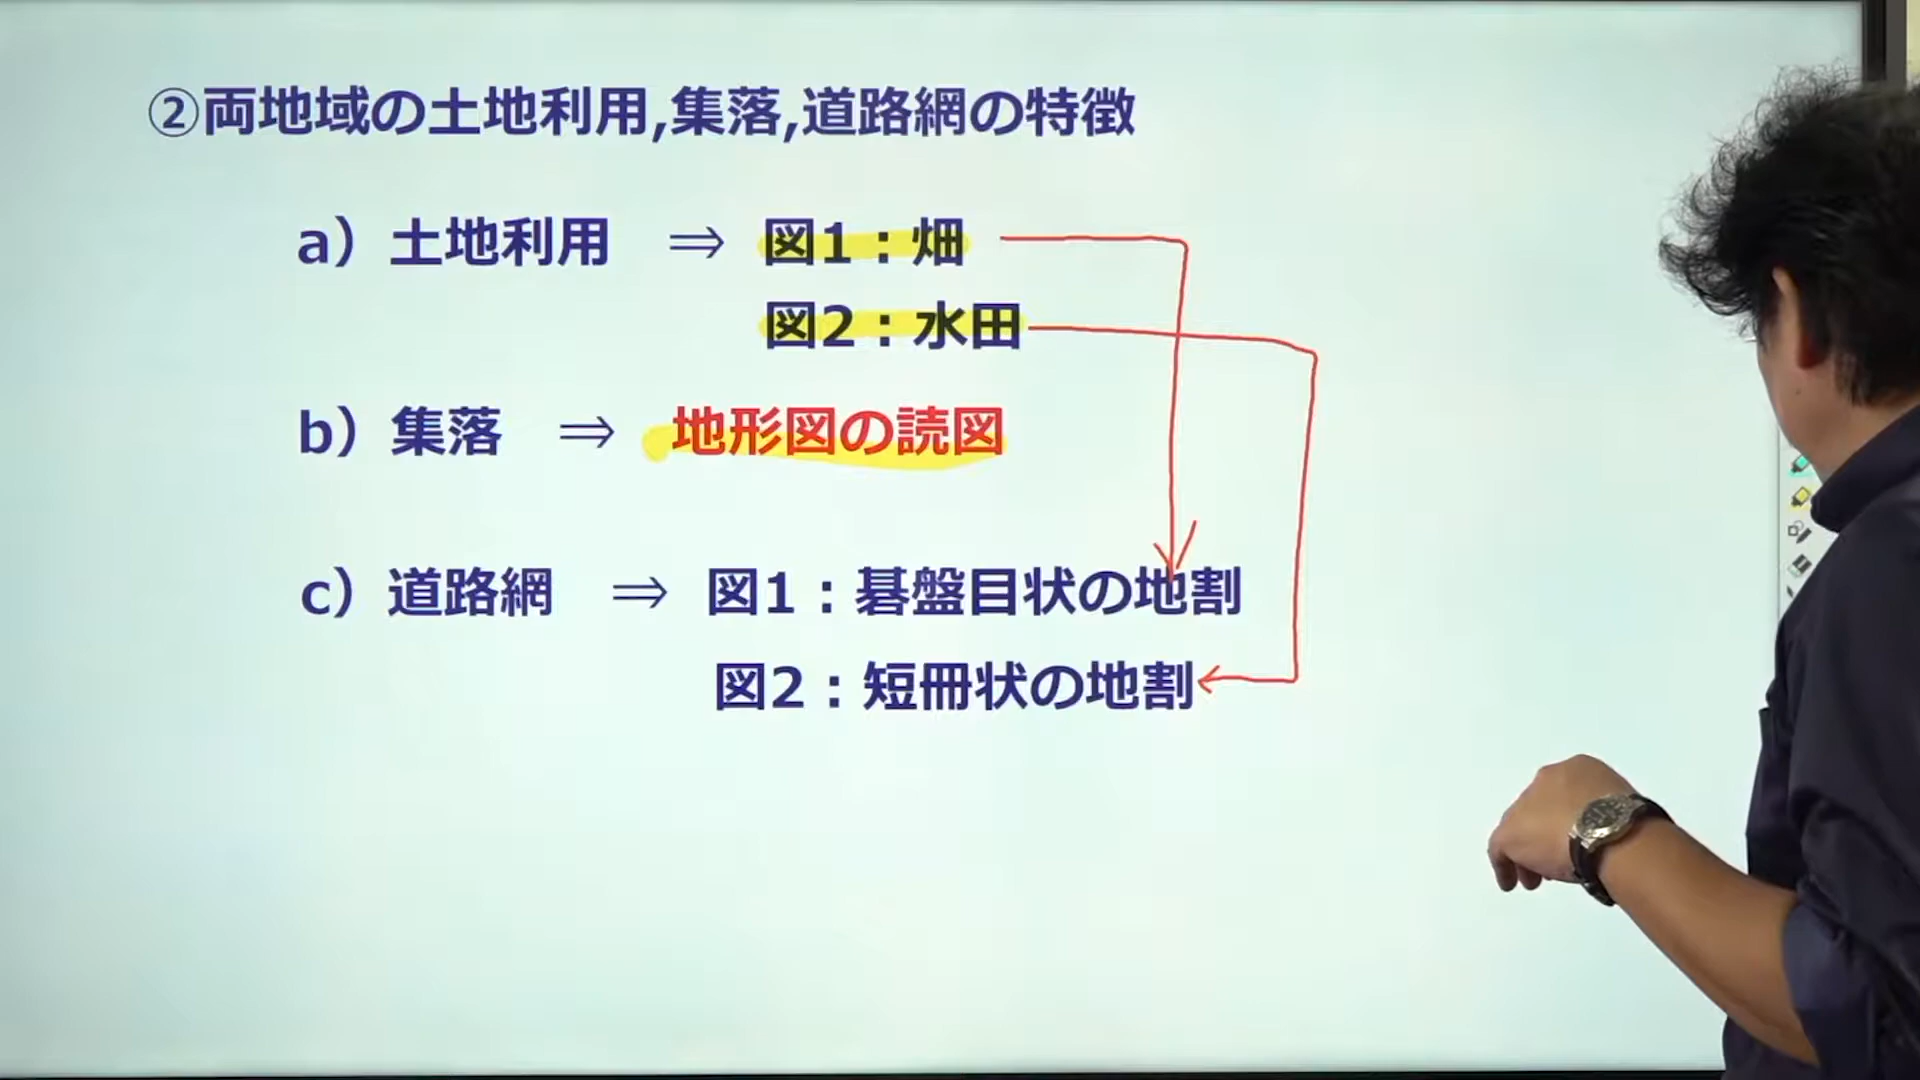 ②両地域の土地利用,集落,道路網の特徴
a）土地利用 ⇒ 図1：畑
図2：水田
b）集落 ⇒ 地形図の読図
c）道路網 ⇒ 図1：碁盤目状の地割
図2：短冊状の地割